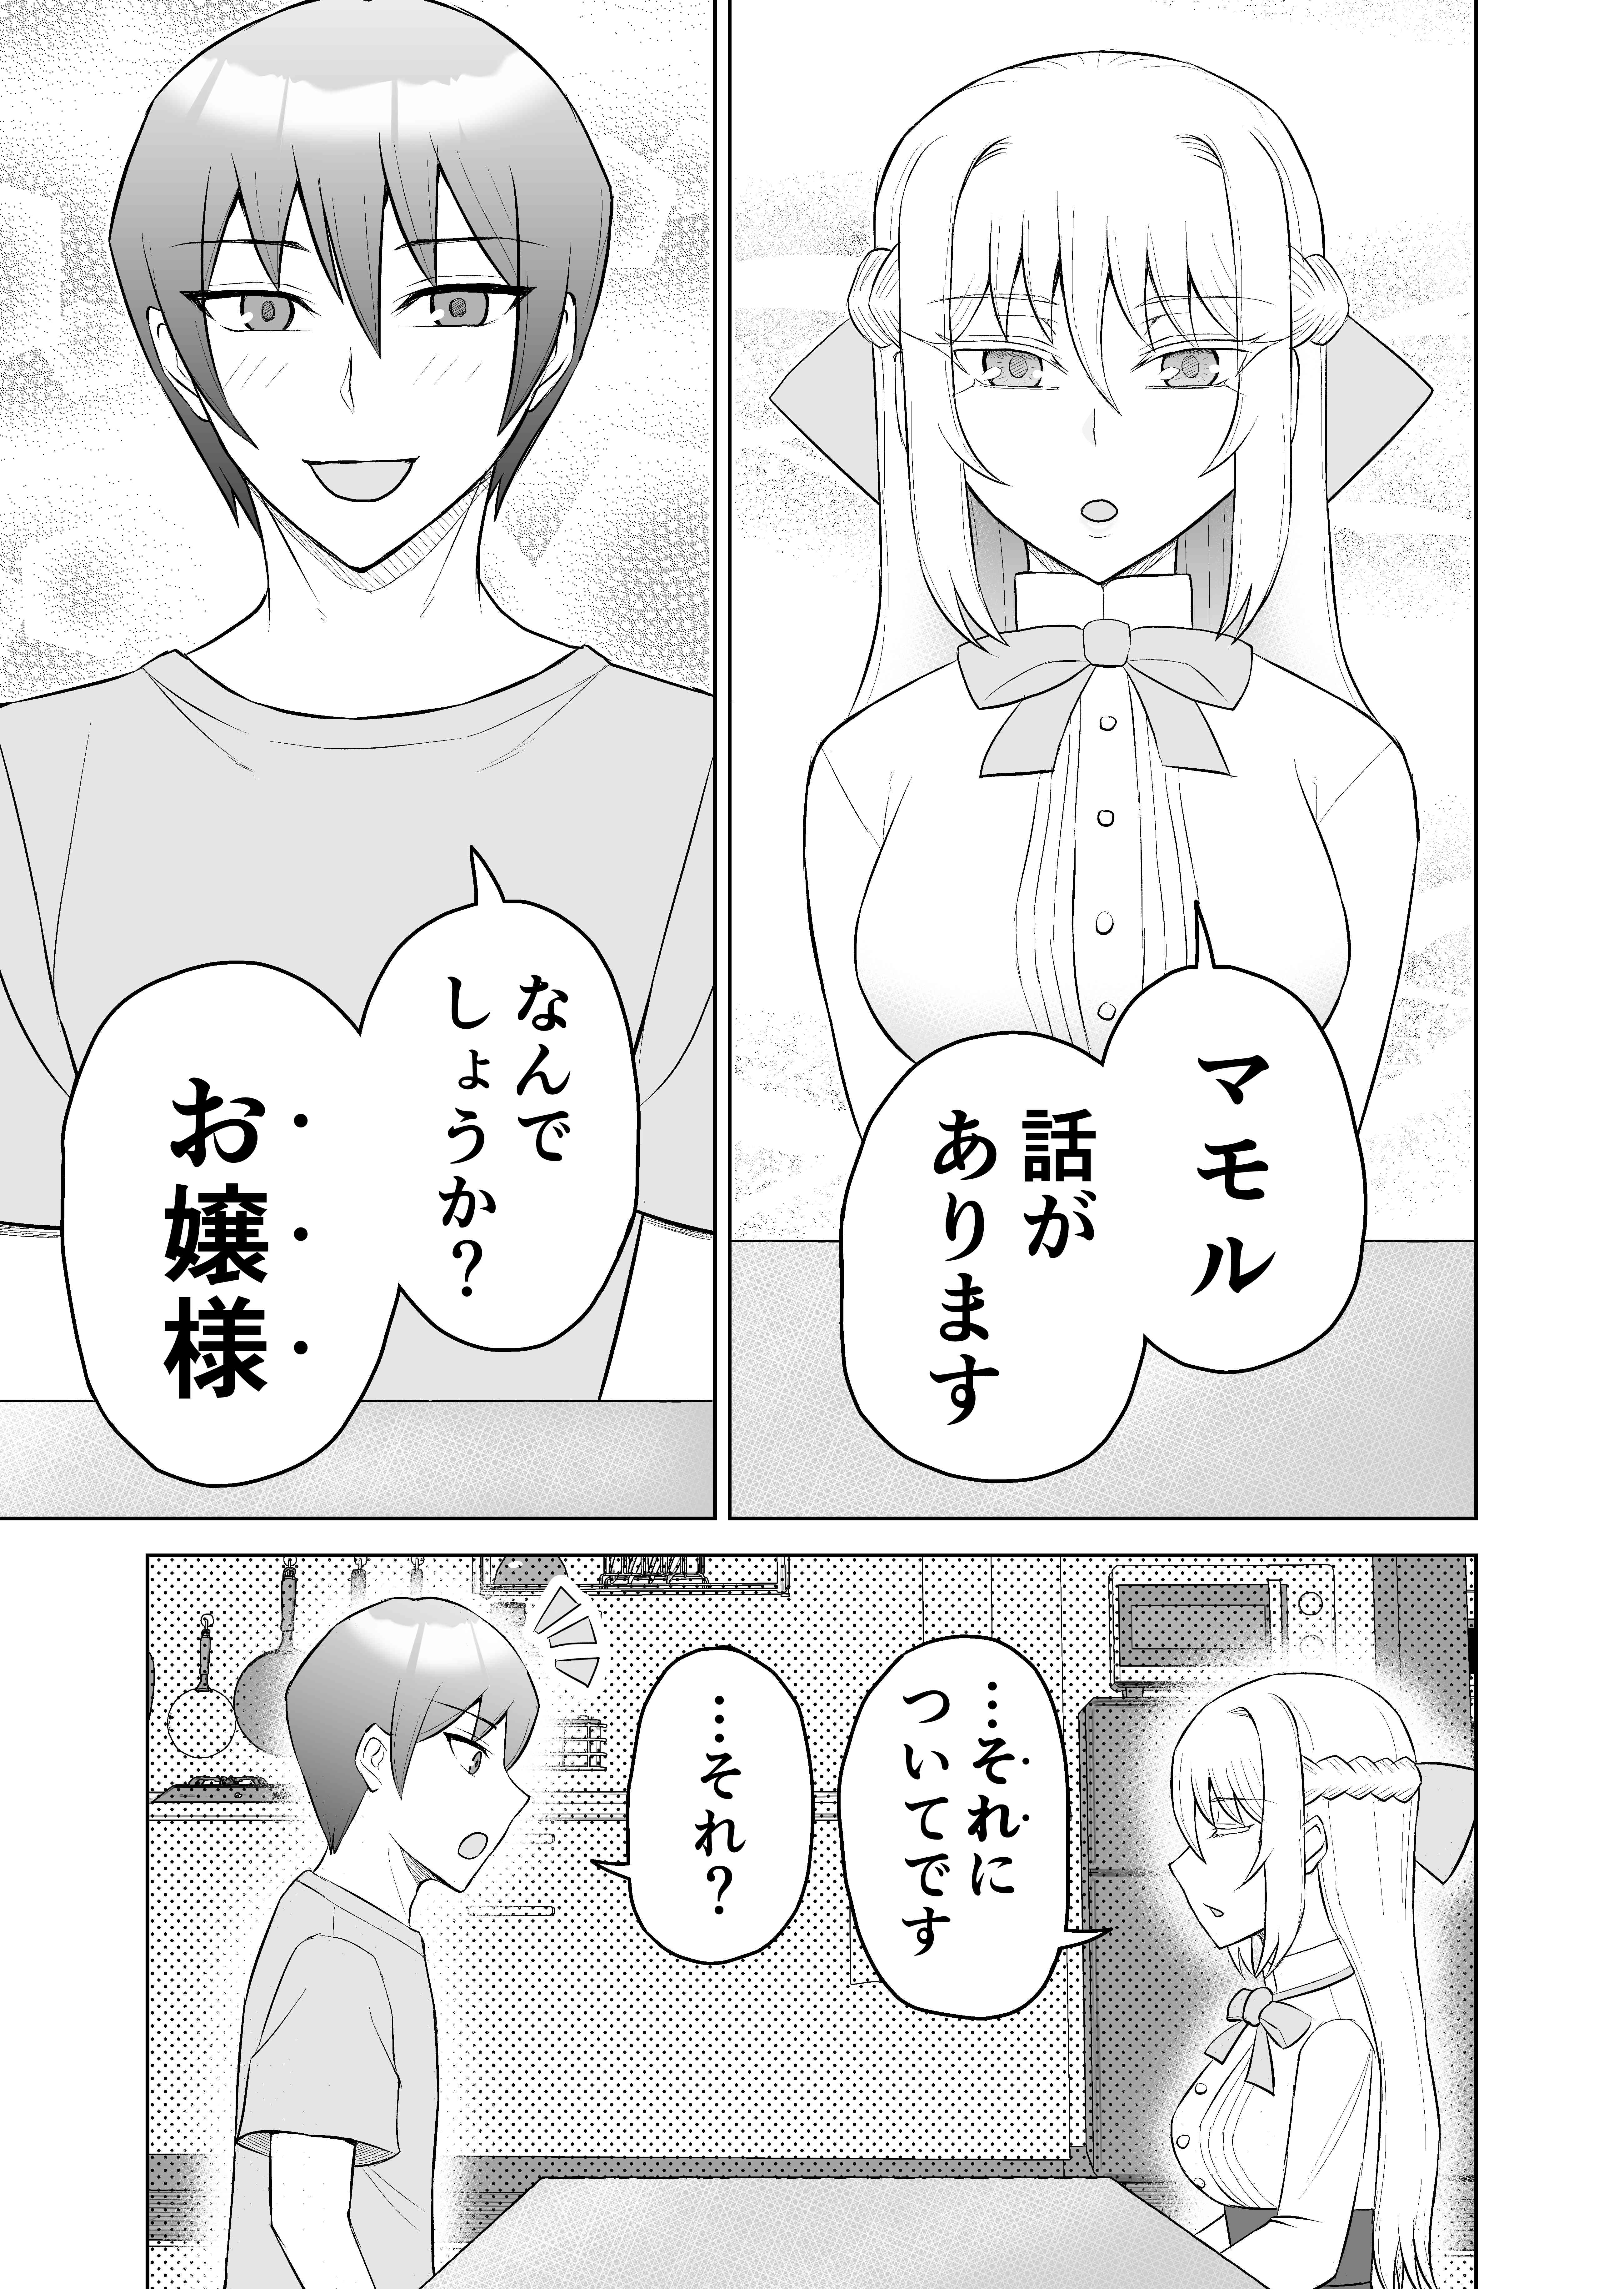 マモル
話が
あります
なんで
しょうか?
お嬢様
…それに
ついてです
…それ?